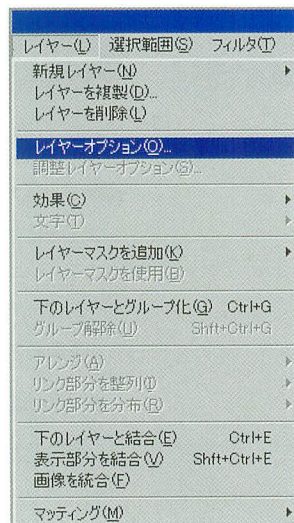 レイヤー(L) 選択範囲(S) フィルタ(T)
新規レイヤー(N)
レイヤーを複製(D)...
レイヤーを削除(L)
レイヤーオプション(O)...
調整レイヤーオプション(S)...
効果(C)
文字(T)
レイヤーマスクを追加(K)
レイヤーマスクを使用(B)
下のレイヤーとグループ化(G) Ctrl+G
グループ解除(U) Shft+Ctrl+G
アレンジ(A)
リンク部分を整列(I)
リンク部分を分布(R)
下のレイヤーと結合(E) Ctrl+E
表示部分を結合(V) Shft+Ctrl+E
画像を統合(F)
マッティング(M)